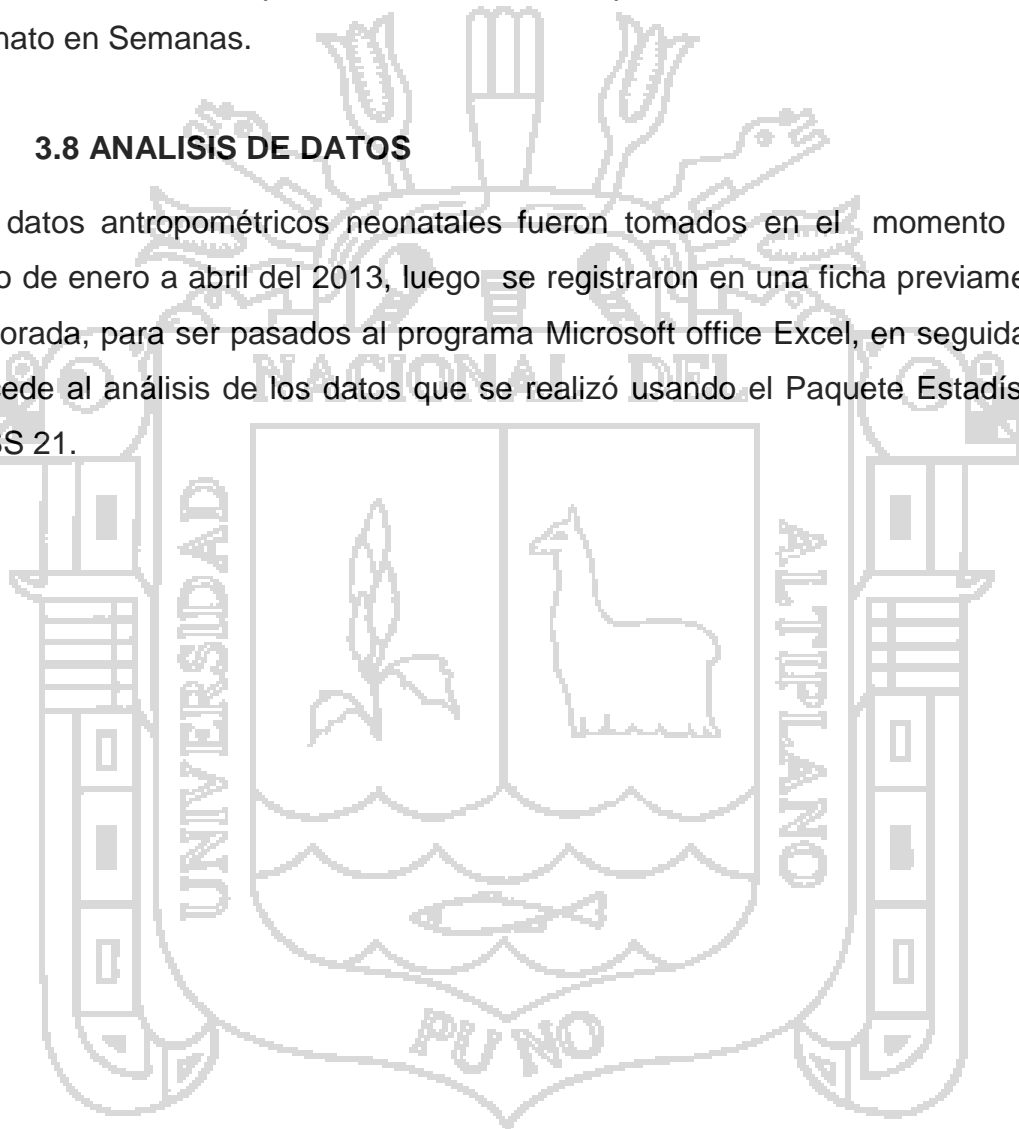 nato en Semanas.
3.8 ANALISIS DE DATOS
datos antropométricos neonatales fueron tomados en el momento
o de enero a abril del 2013, luego se registraron en una ficha previame
orada, para ser pasados al programa Microsoft office Excel, en seguida
NACIONAL DEL
cede al análisis de los datos que se realizó usando el Paquete Estadís
SS 21.
UNIVERSIDAD
ALTIPLANO
PUNO